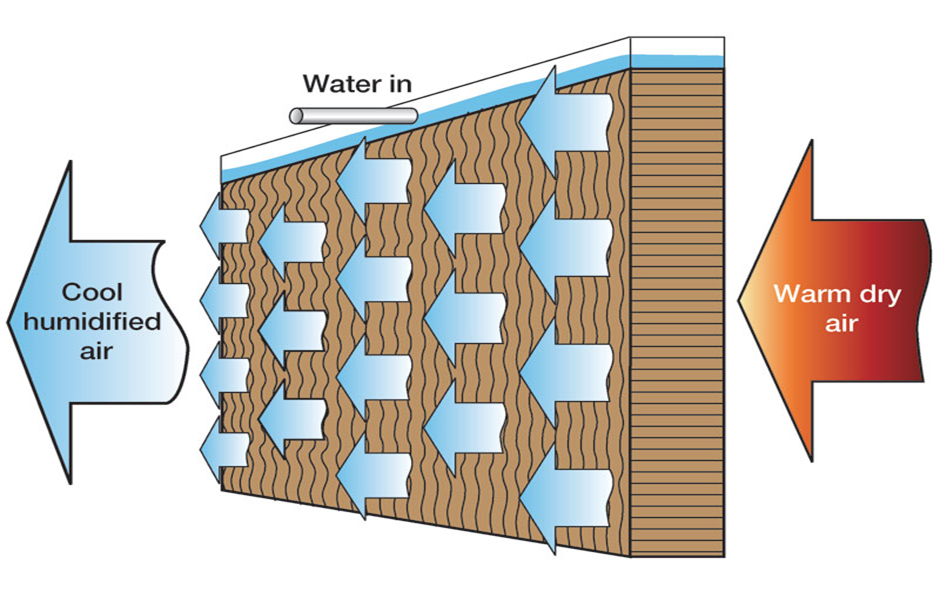 Water in
Cool
humidified
air
Warm dry
air